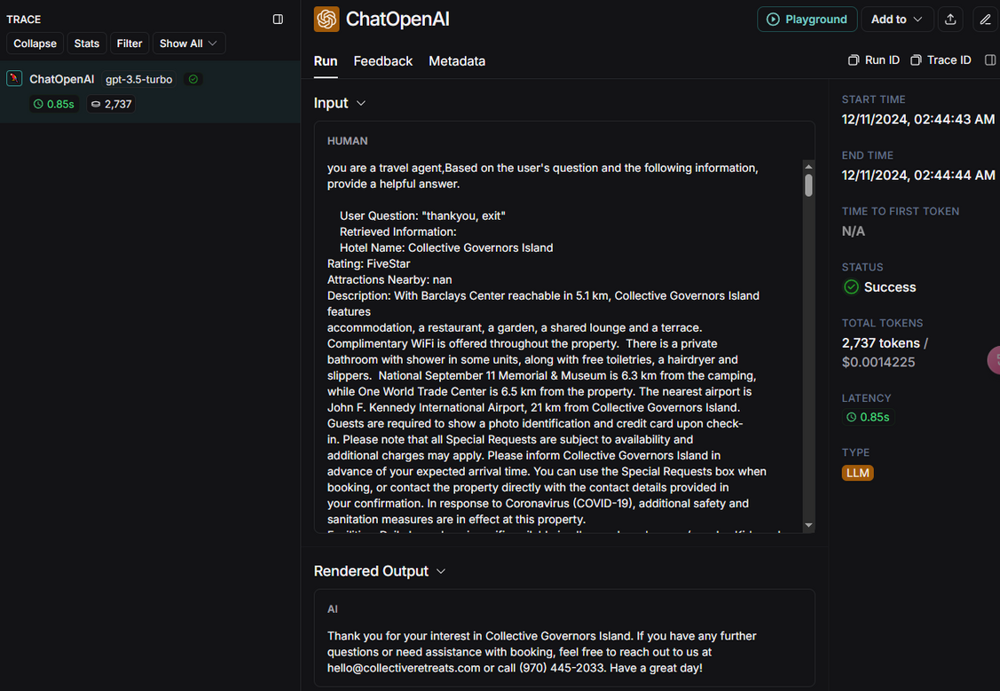 TRACE
Collapse Stats Filter Show All
ChatOpenAI gpt-3.5-turbo
0.85s 2,737
ChatOpenAI
Playground Add to
Run Feedback Metadata
Run ID Trace ID
Input
HUMAN
you are a travel agent,Based on the user's question and the following information,
provide a helpful answer.
User Question: "thankyou, exit"
Retrieved Information:
Hotel Name: Collective Governors Island
Rating: FiveStar
Attractions Nearby: nan
Description: With Barclays Center reachable in 5.1 km, Collective Governors Island
features
accommodation, a restaurant, a garden, a shared lounge and a terrace.
Complimentary WiFi is offered throughout the property.  There is a private
bathroom with shower in some units, along with free toiletries, a hairdryer and
slippers.  National September 11 Memorial & Museum is 6.3 km from the camping,
while One World Trade Center is 6.5 km from the property. The nearest airport is
John F. Kennedy International Airport, 21 km from Collective Governors Island.
Guests are required to show a photo identification and credit card upon check-
in. Please note that all Special Requests are subject to availability and
additional charges may apply. Please inform Collective Governors Island in
advance of your expected arrival time. You can use the Special Requests box when
booking, or contact the property directly with the contact details provided in
your confirmation. In response to Coronavirus (COVID-19), additional safety and
sanitation measures are in effect at this property.
Rendered Output
AI
Thank you for your interest in Collective Governors Island. If you have any further
questions or need assistance with booking, feel free to reach out to us at
hello@collectiveretreats.com or call (970) 445-2033. Have a great day!
START TIME
12/11/2024, 02:44:43 AM
END TIME
12/11/2024, 02:44:44 AM
TIME TO FIRST TOKEN
N/A
STATUS
Success
TOTAL TOKENS
2,737 tokens /
$0.0014225
LATENCY
0.85s
TYPE
LLM